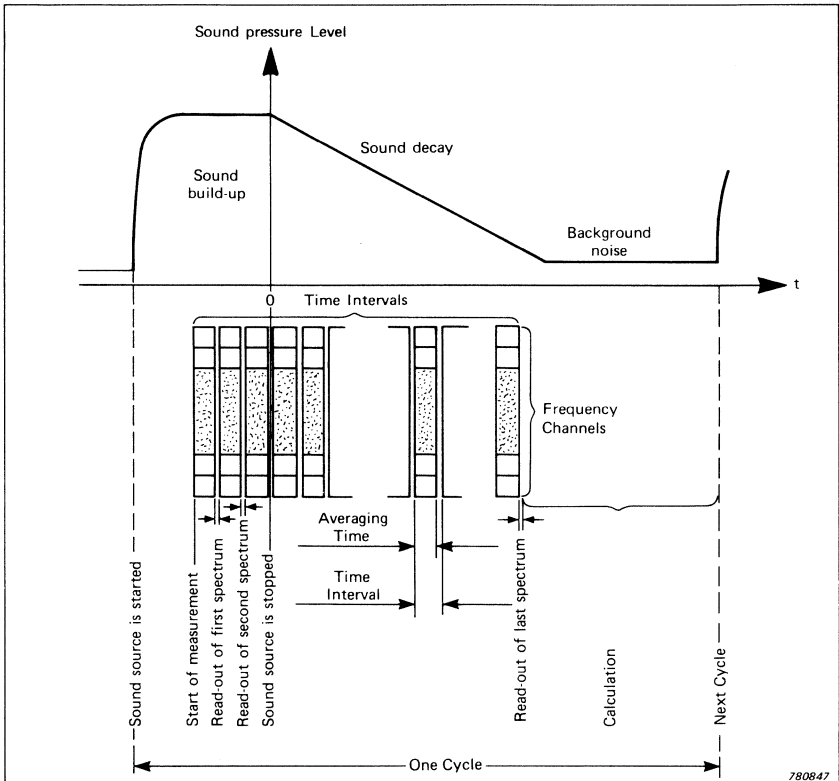 Sound pressure Level
Sound decay
Sound
build-up
Background
noise
t
0
Time Intervals
Frequency
Channels
Averaging
Time
Time
Interval
Sound source is started
Start of measurement
Read-out of first spectrum
Read-out of second spectrum
Sound source is stopped
Read-out of last spectrum
Calculation
Next Cycle
One Cycle
780847